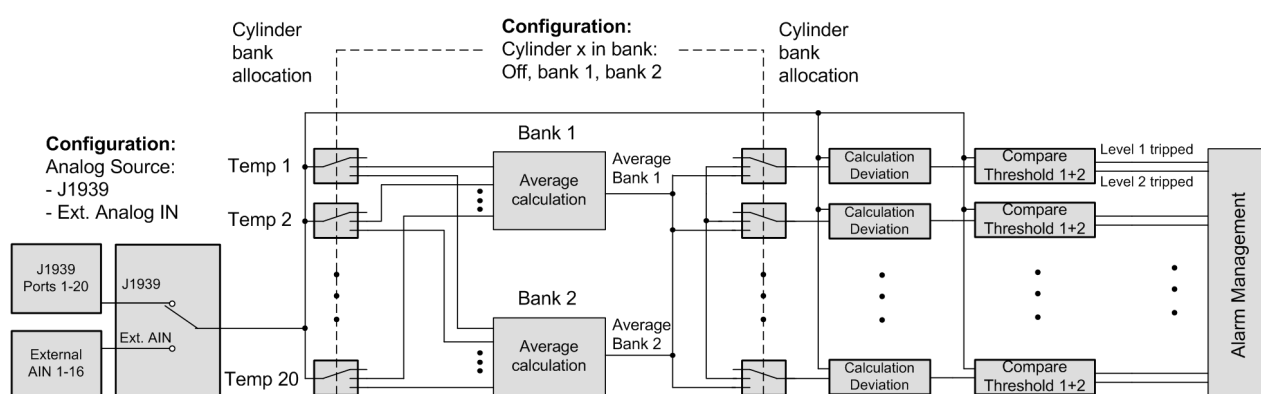 Cylinder
bank
allocation
Configuration:
Cylinder x in bank:
Off, bank 1, bank 2
Cylinder
bank
allocation
Configuration:
Analog Source:
- J1939
- Ext. Analog IN
J1939
Ports 1-20
J1939
External
AIN 1-16
Ext. AIN
Temp 1
Temp 2
Temp 20
Bank 1
Average
calculation
Average
Bank 1
Bank 2
Average
calculation
Average
Bank 2
Calculation
Deviation
Compare
Threshold 1+2
Level 1 tripped
Level 2 tripped
Calculation
Deviation
Compare
Threshold 1+2
Calculation
Deviation
Compare
Threshold 1+2
Alarm Management